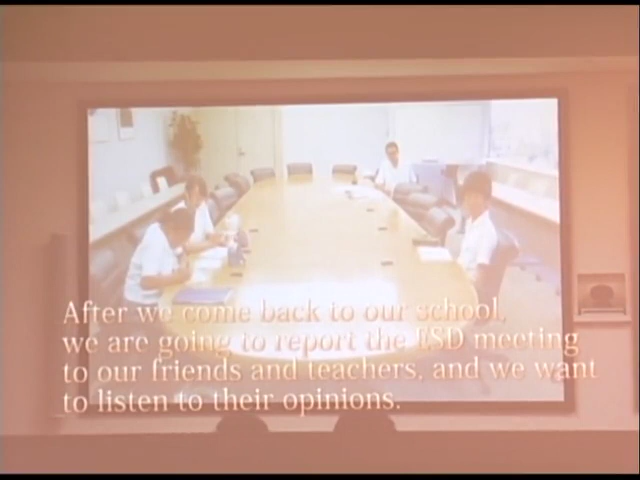 After we come back to our school,
we are going to report the ESD meeting
to our friends and teachers, and we want
to listen to their opinions.